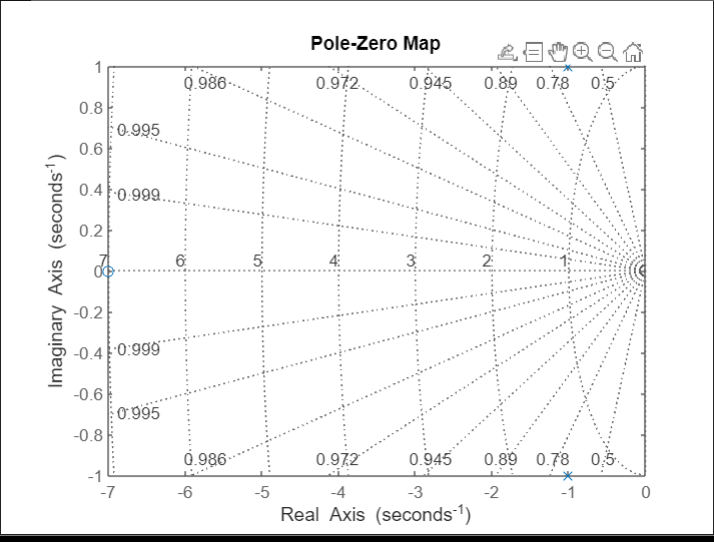 Pole-Zero Map
1
0.986 0.972 0.945 0.89 0.78 0.5
0.8
0.995
0.6
0.4
0.999
0.2
7 6 5 4 3 2 1
0
-0.2
0.999
-0.4
-0.6
0.995
-0.8
0.986 0.972 0.945 0.89 0.78 0.5
-1
-7 -6 -5 -4 -3 -2 -1 0
Real Axis (seconds-1)
Imaginary Axis (seconds-1)